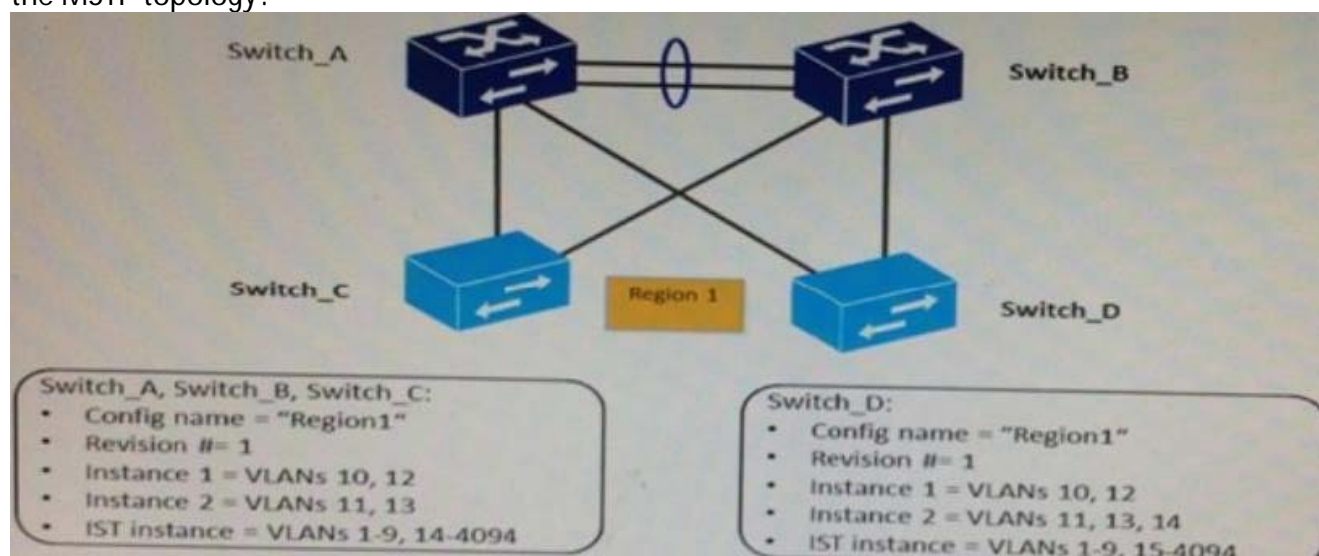 the MSTP topology?
Switch_A
Switch_B
Switch_C
Region 1
Switch_D
Switch_A, Switch_B, Switch_C:
• Config name = "Region1"
• Revision #= 1
• Instance 1 = VLANs 10, 12
• Instance 2 = VLANs 11, 13
• IST instance = VLANs 1-9, 14-4094
Switch_D:
• Config name = "Region1"
• Revision #= 1
• Instance 1 = VLANs 10, 12
• Instance 2 = VLANs 11, 13, 14
• IST instance = VLANs 1-9, 15-4094